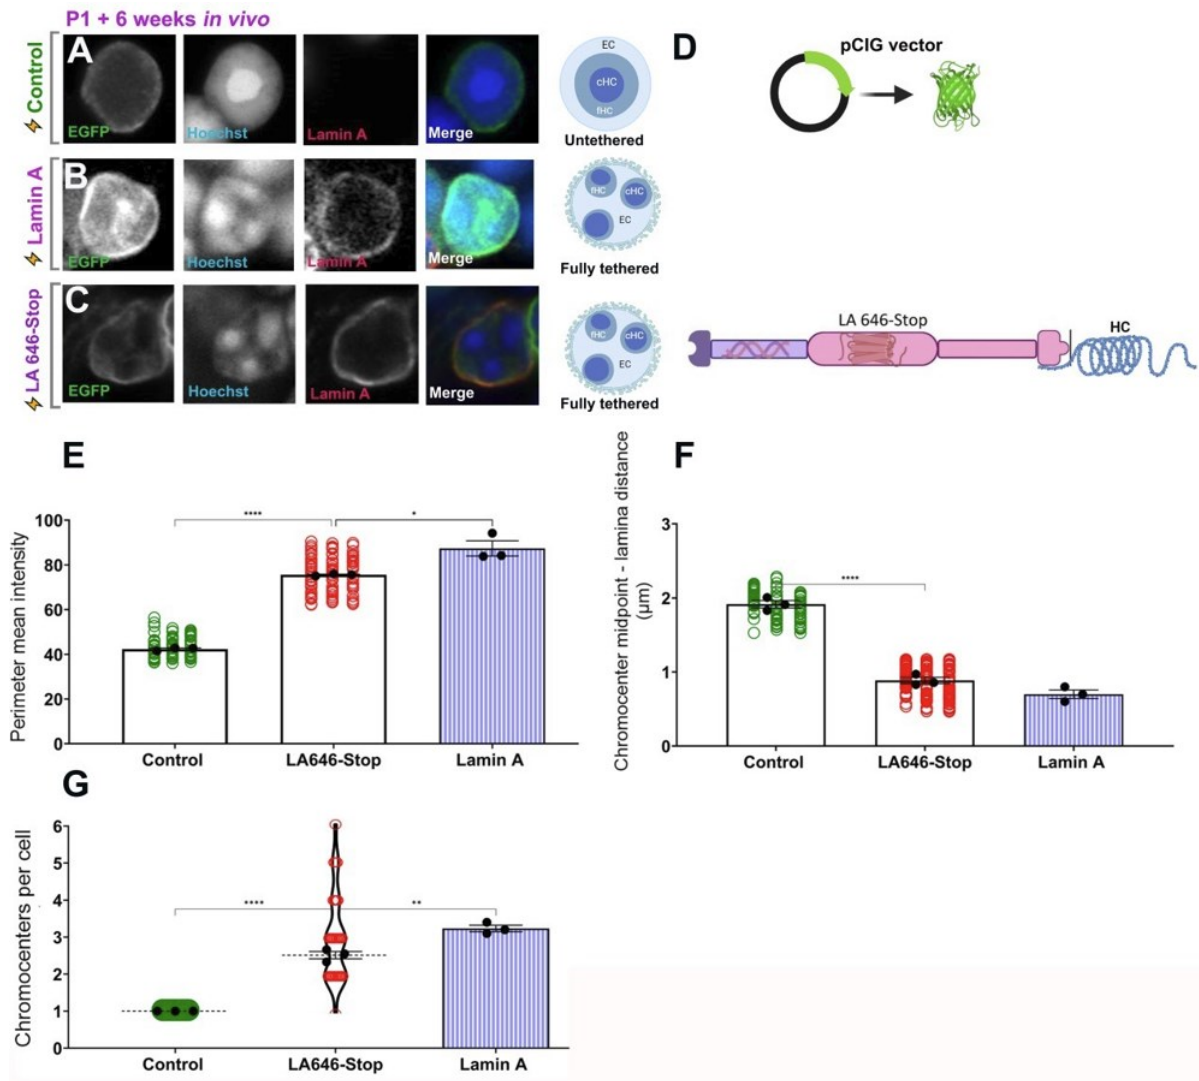 P1 + 6 weeks in vivo
Control
A
EGFP
Hoechst
Lamin A
Merge
EC
cHC
fHC
Untethered
D
pCIG vector
Lamin A
B
EGFP
Hoechst
Lamin A
Merge
fHC
cHC
EC
Fully tethered
LA 646-Stop
C
EGFP
Hoechst
Lamin A
Merge
fHC
cHC
EC
Fully tethered
LA 646-Stop
HC
E
Perimeter mean intensity
100
80
60
40
20
0
****
*
Control
LA646-Stop
Lamin A
F
Chromocenter midpoint - lamina distance
(µm)
3
2
1
0
****
Control
LA646-Stop
Lamin A
G
Chromocenters per cell
6
5
4
3
2
1
0
****
**
Control
LA646-Stop
Lamin A